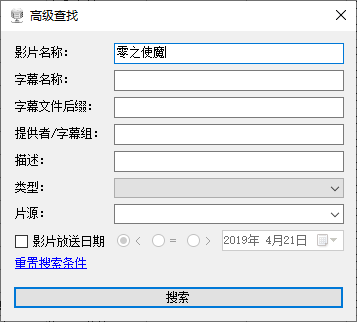 高级查找
影片名称： 零之使魔
字幕名称：
字幕文件后缀：
提供者/字幕组：
描述：
类型：
片源：
影片放送日期 < = > 2019年 4月21日
重置搜索条件
搜索